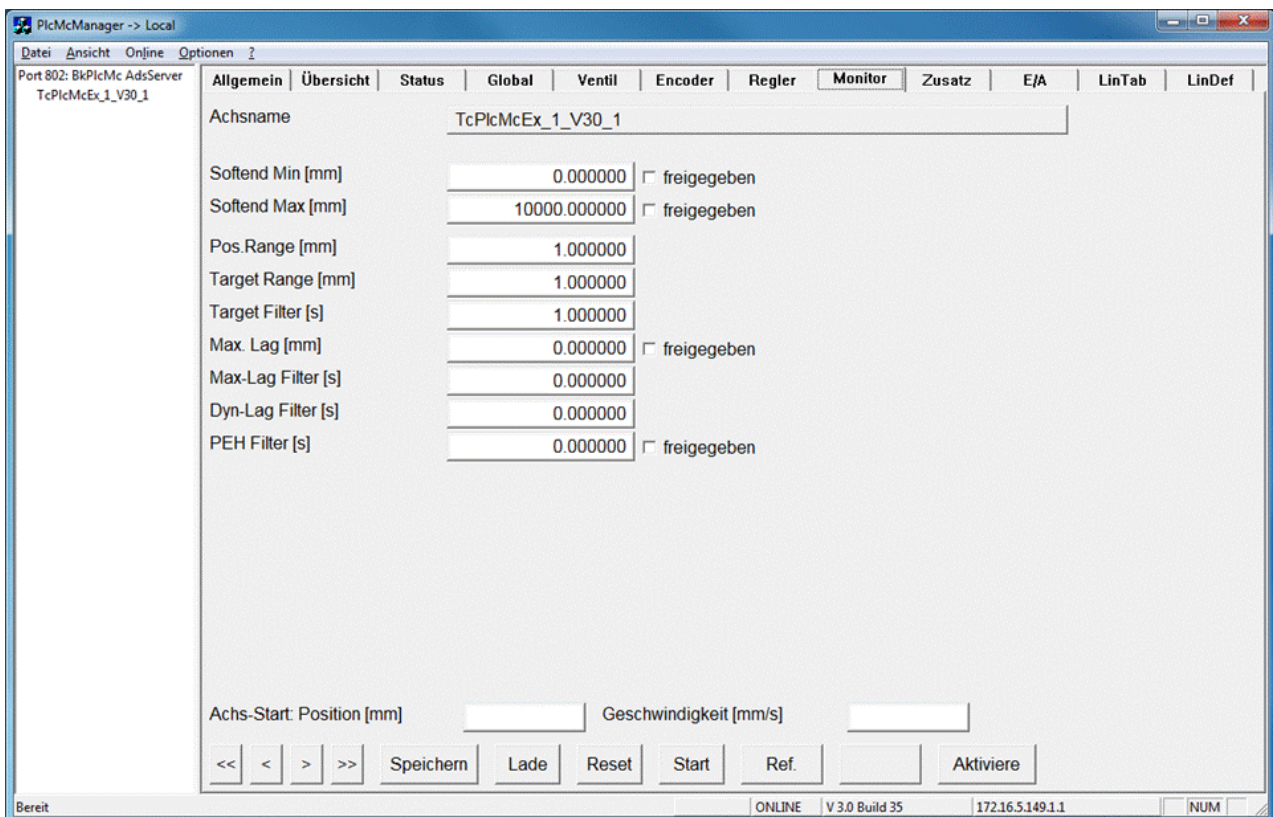 PlcMcManager -> Local
Datei Ansicht Online Optionen ?
Port 802: BkPlcMc AdsServer
TcPlcMcEx_1_V30_1
Allgemein Übersicht Status Global Ventil Encoder Regler Monitor Zusatz E/A LinTab LinDef
Achsname TcPlcMcEx_1_V30_1
Softend Min [mm] 0.000000 freigegeben
Softend Max [mm] 10000.000000 freigegeben
Pos.Range [mm] 1.000000
Target Range [mm] 1.000000
Target Filter [s] 1.000000
Max. Lag [mm] 0.000000 freigegeben
Max-Lag Filter [s] 0.000000
Dyn-Lag Filter [s] 0.000000
PEH Filter [s] 0.000000 freigegeben
Achs-Start: Position [mm] Geschwindigkeit [mm/s]
<< < > >> Speichern Lade Reset Start Ref. Aktiviere
Bereit ONLINE V 3.0 Build 35 172.16.5.149.1.1 NUM